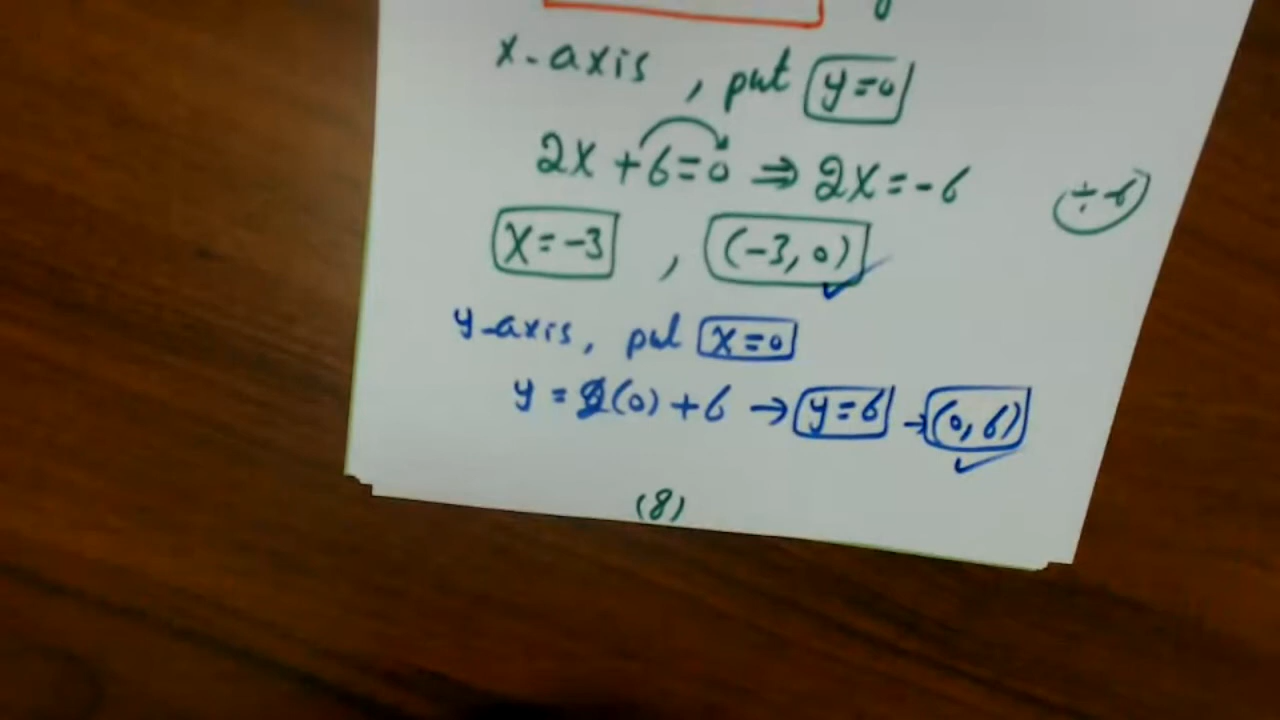 x-axis , put y=0
2x+6=0 ⇒ 2x=-6
x=-3 , (-3,0) ✓
y-axis, put x=0
y=2(0)+6 → y=6 → (0,6) ✓
(8)